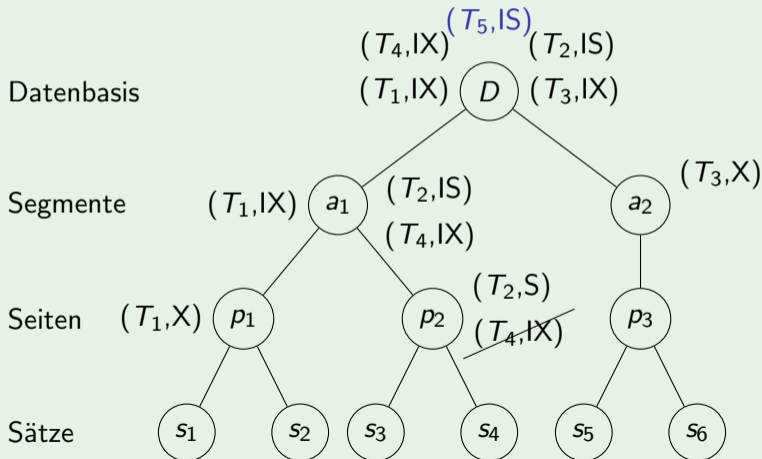 (T₅,IS)
(T₄,IX) (T₂,IS)
Datenbasis (T₁,IX) D (T₃,IX)
(T₃,X)
(T₂,IS)
Segmente (T₁,IX) a₁ a₂
(T₄,IX)
(T₂,S)
Seiten (T₁,X) p₁ p₂ p₃
(T₄,IX)
Sätze s₁ s₂ s₃ s₄ s₅ s₆